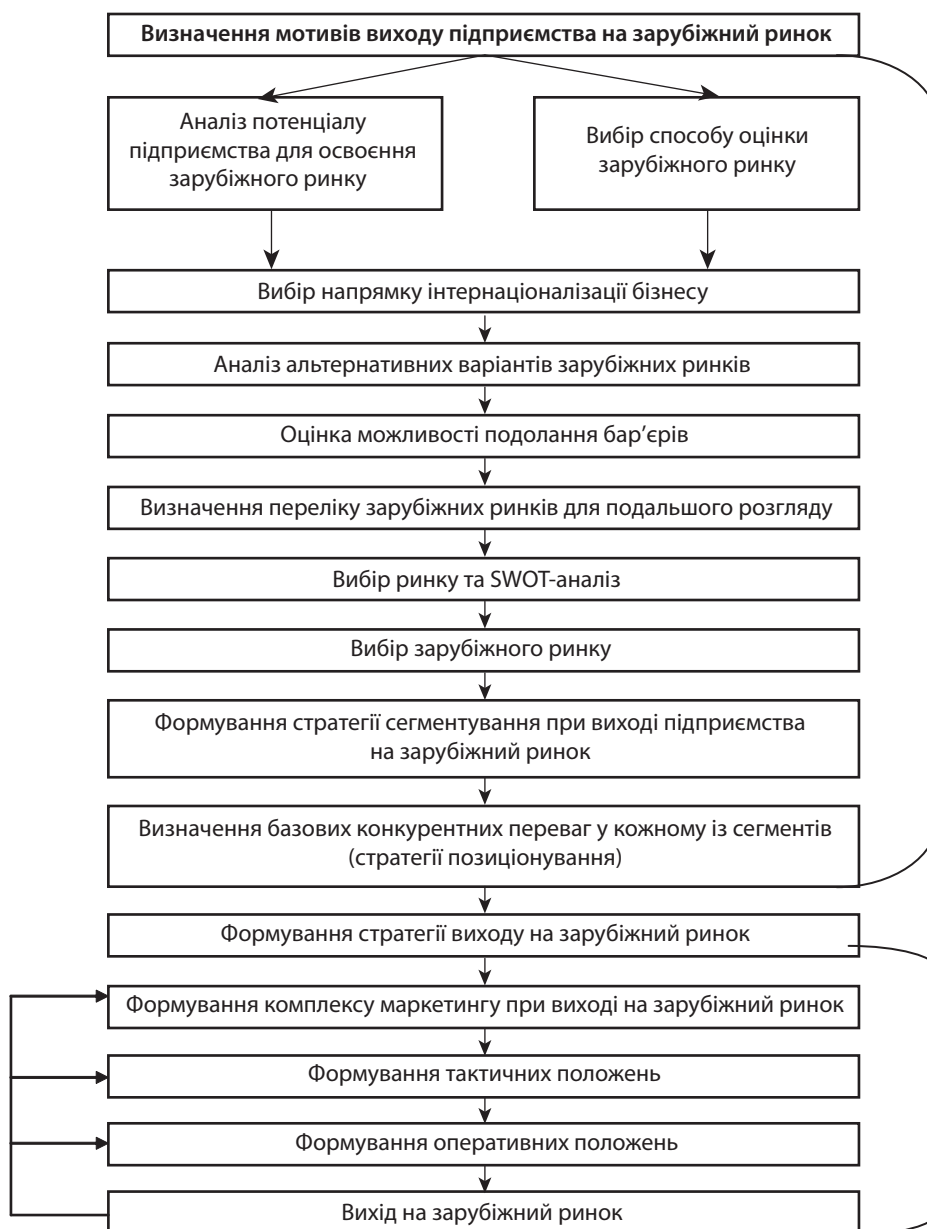 Визначення мотивів виходу підприємства на зарубіжний ринок
Аналіз потенціалу
підприємства для освоєння
зарубіжного ринку
Вибір способу оцінки
зарубіжного ринку
Вибір напрямку інтернаціоналізації бізнесу
Аналіз альтернативних варіантів зарубіжних ринків
Оцінка можливості подолання бар’єрів
Визначення переліку зарубіжних ринків для подальшого розгляду
Вибір ринку та SWOT-аналіз
Вибір зарубіжного ринку
Формування стратегії сегментування при виході підприємства
на зарубіжний ринок
Визначення базових конкурентних переваг у кожному із сегментів
(стратегії позиціонування)
Формування стратегії виходу на зарубіжний ринок
Формування комплексу маркетингу при виході на зарубіжний ринок
Формування тактичних положень
Формування оперативних положень
Вихід на зарубіжний ринок